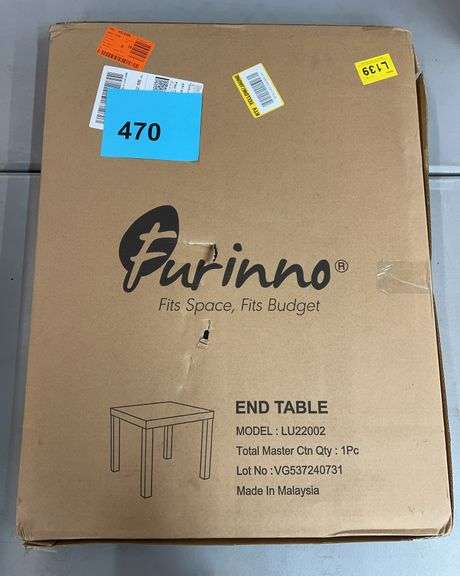 L139
470
Furinno®
Fits Space, Fits Budget
END TABLE
MODEL : LU22002
Total Master Ctn Qty : 1Pc
Lot No : VG537240731
Made In Malaysia